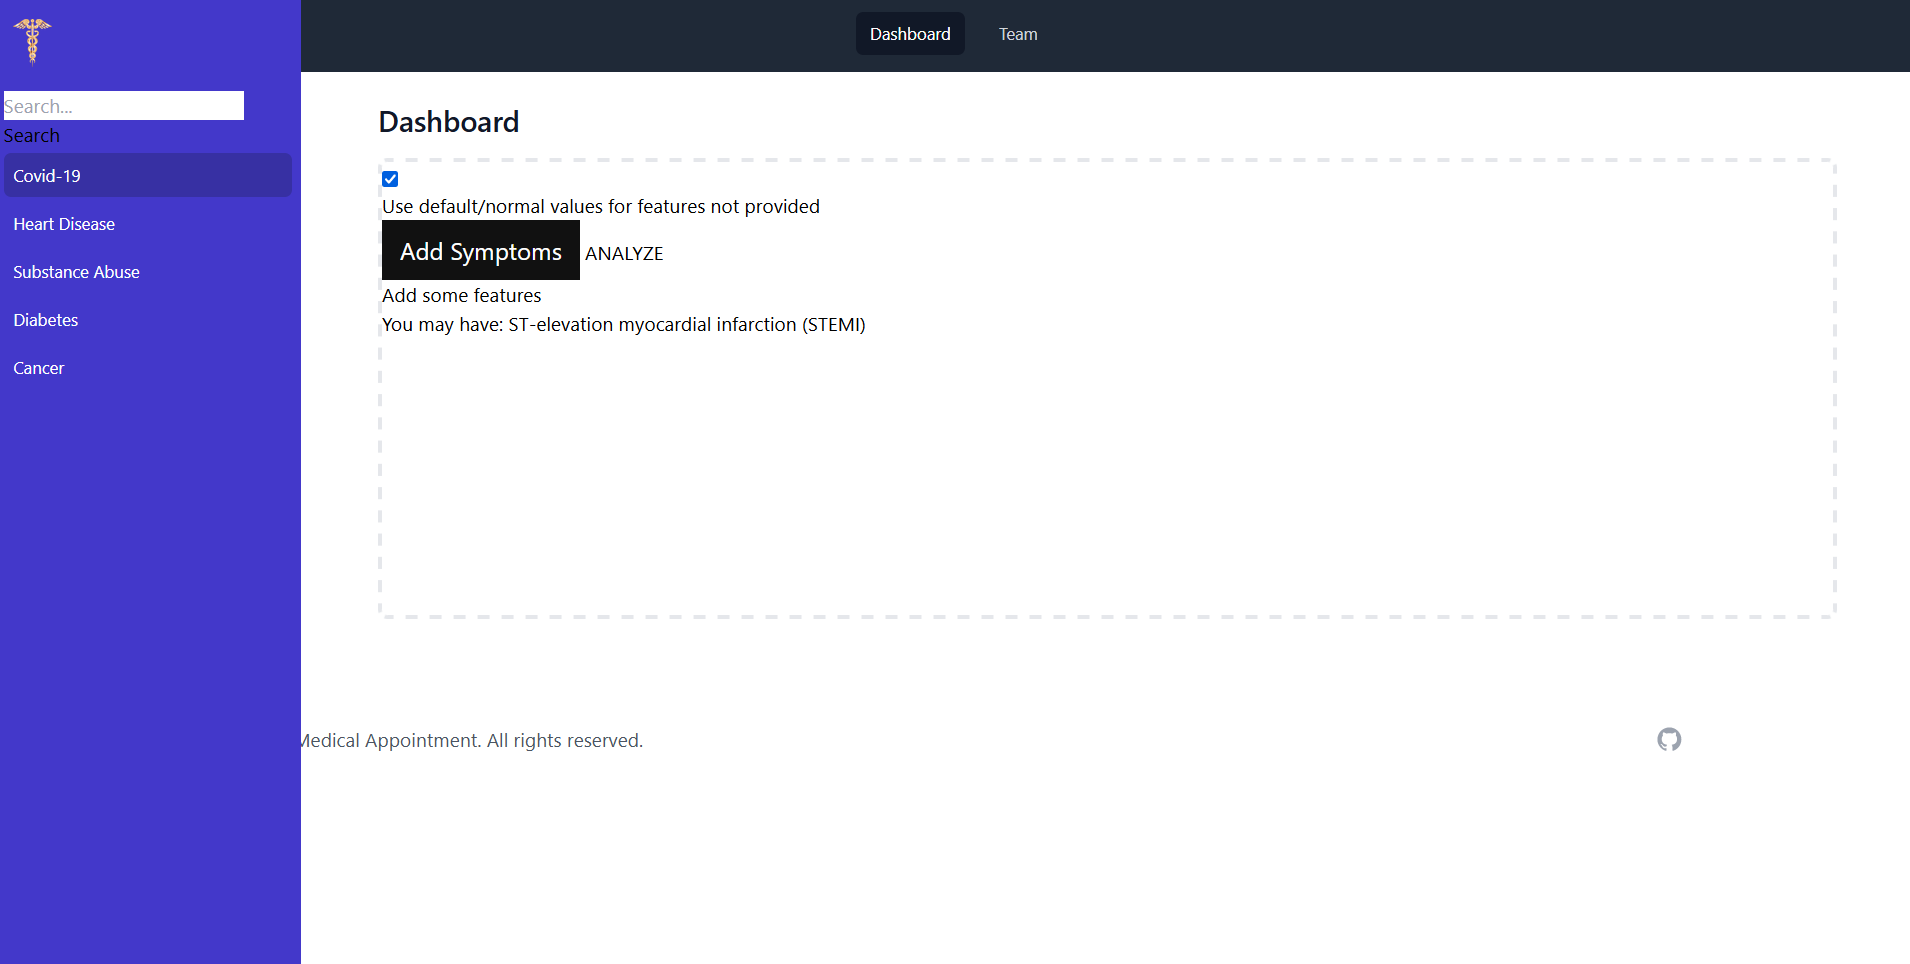 Dashboard
Team
Search...
Search
Covid-19
Heart Disease
Substance Abuse
Diabetes
Cancer
Dashboard
Use default/normal values for features not provided
Add Symptoms ANALYZE
Add some features
You may have: ST-elevation myocardial infarction (STEMI)
Medical Appointment. All rights reserved.